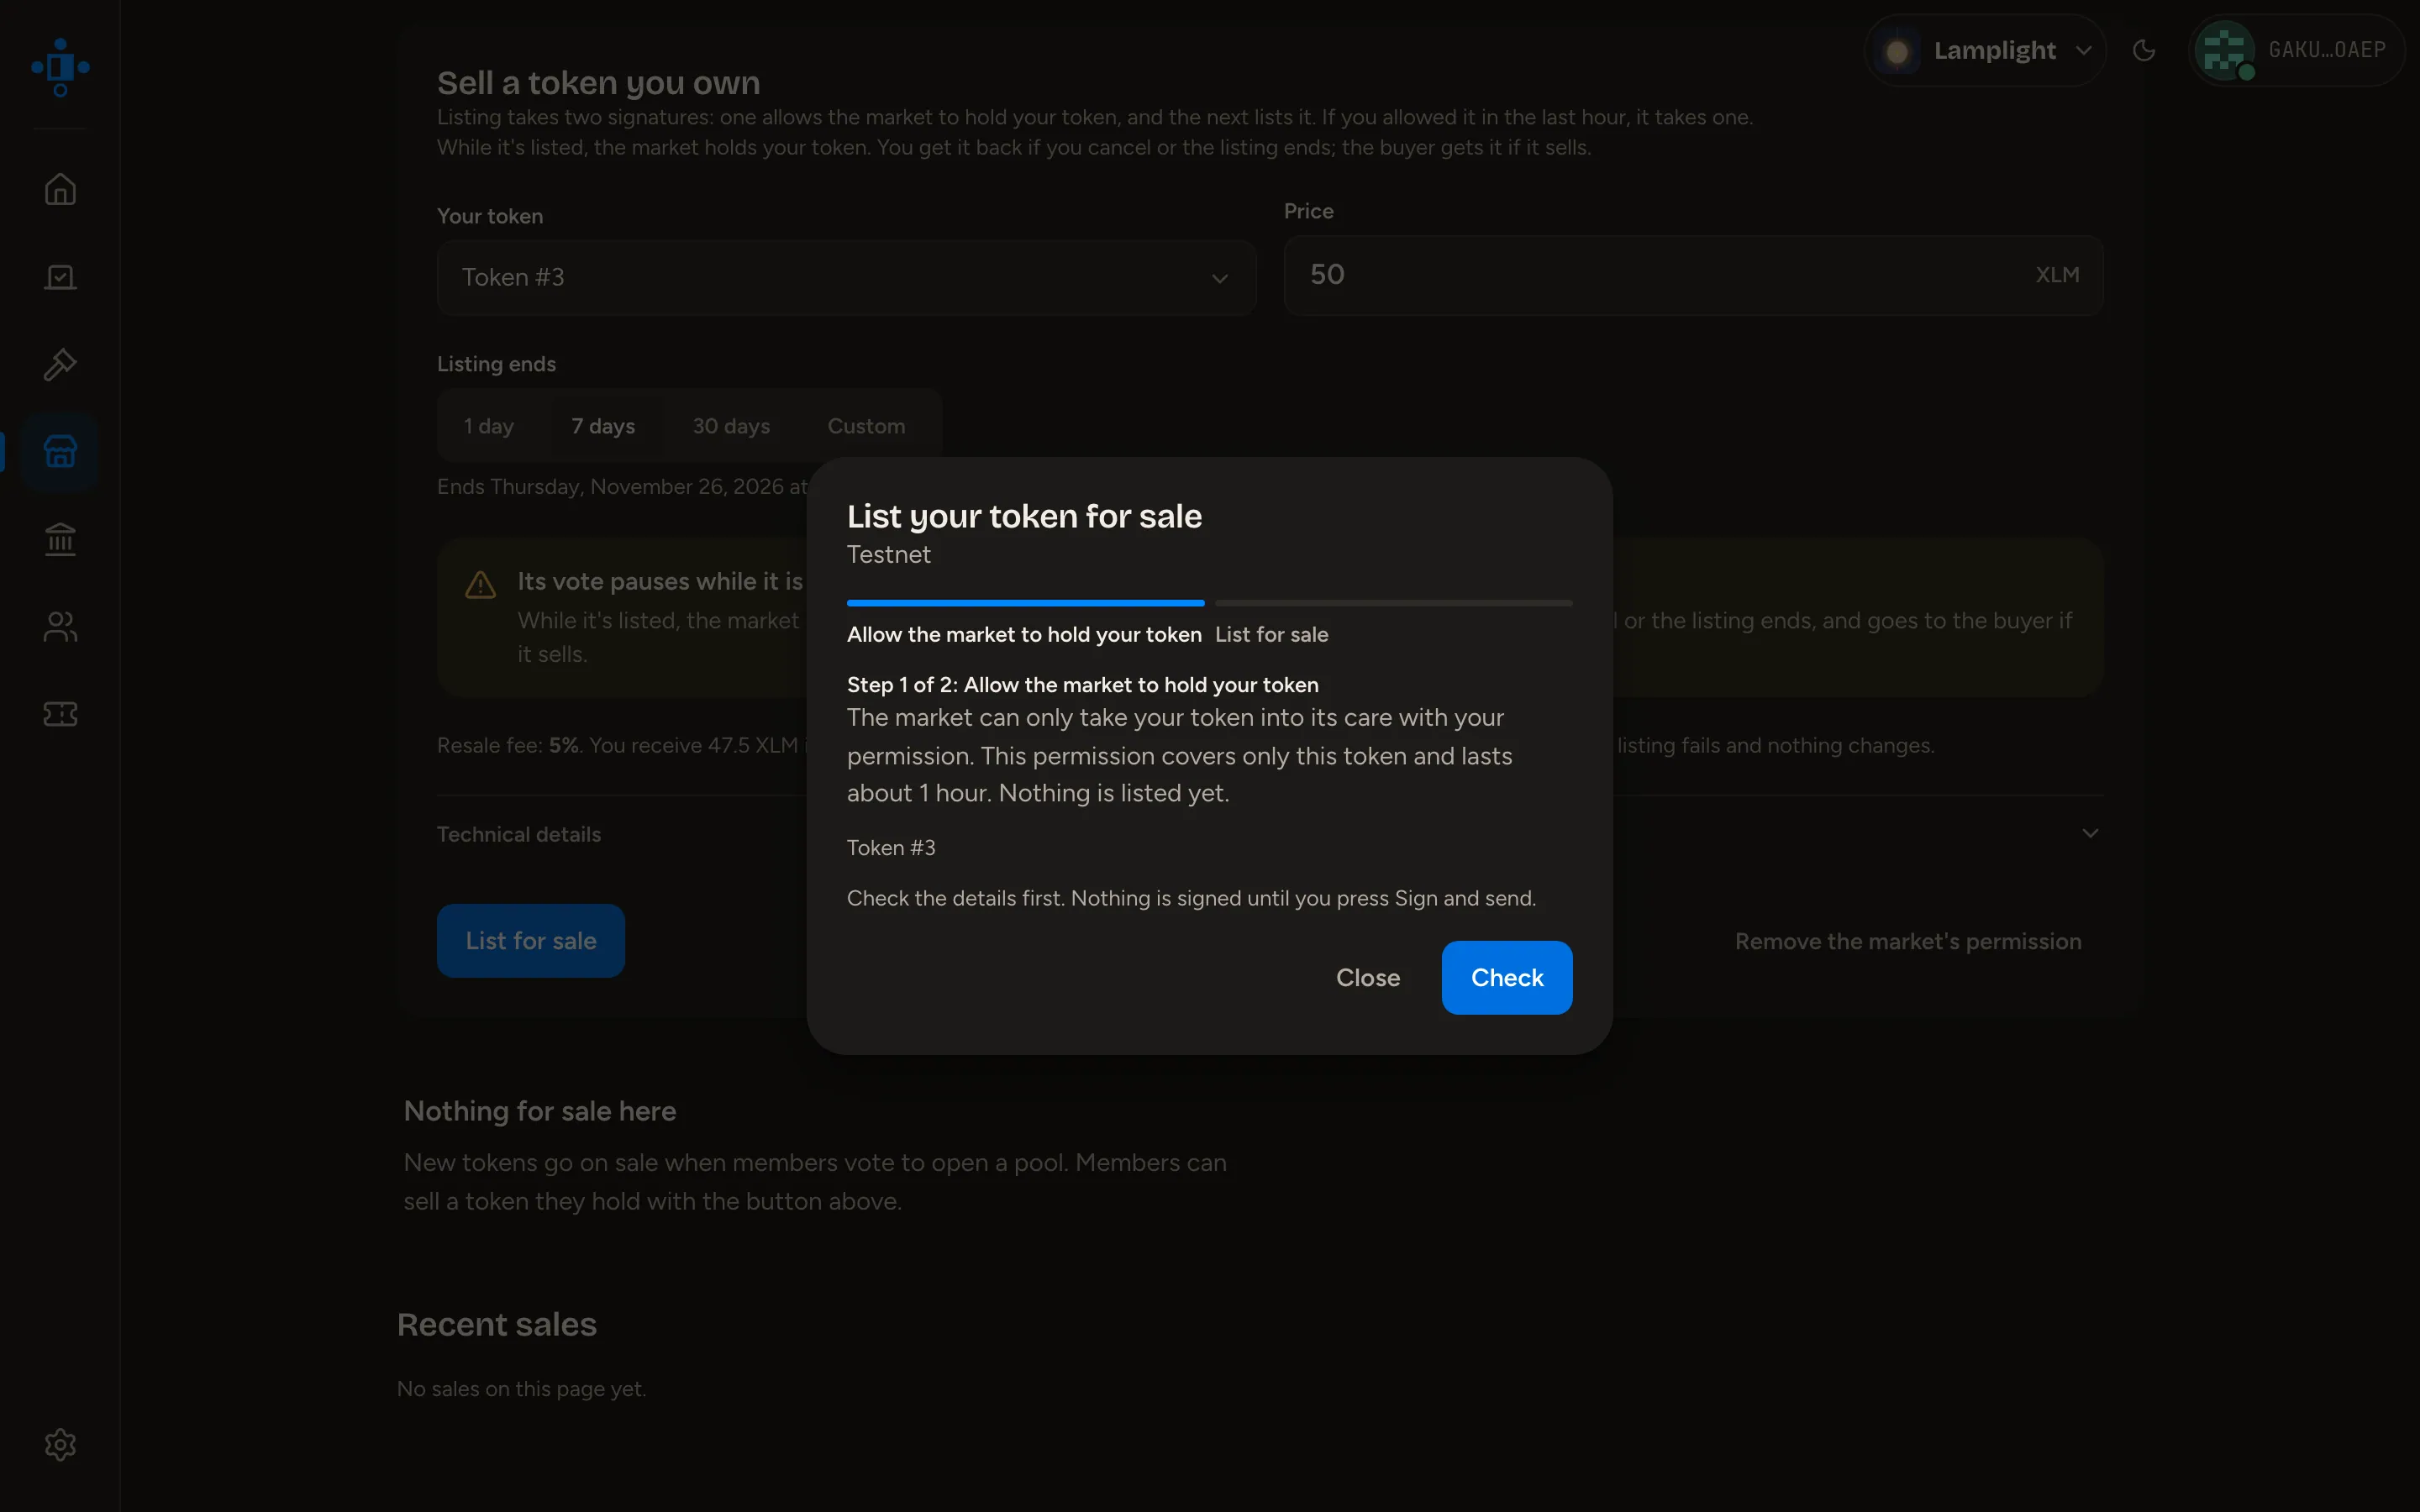 Lamplight
GAKU...OAEP
Sell a token you own
Listing takes two signatures: one allows the market to hold your token, and the next lists it. If you allowed it in the last hour, it takes one.
While it's listed, the market holds your token. You get it back if you cancel or the listing ends; the buyer gets it if it sells.
Your token
Price
Token #3
50
XLM
Listing ends
1 day
7 days
30 days
Custom
Ends Thursday, November 26, 2026 at
Its vote pauses while it is
While it's listed, the market
or the listing ends, and goes to the buyer if
it sells.
Resale fee: 5%. You receive 47.5 XLM
listing fails and nothing changes.
Technical details
List for sale
Remove the market's permission
List your token for sale
Testnet
Allow the market to hold your token
List for sale
Step 1 of 2: Allow the market to hold your token
The market can only take your token into its care with your
permission. This permission covers only this token and lasts
about 1 hour. Nothing is listed yet.
Token #3
Check the details first. Nothing is signed until you press Sign and send.
Close
Check
Nothing for sale here
New tokens go on sale when members vote to open a pool. Members can
sell a token they hold with the button above.
Recent sales
No sales on this page yet.